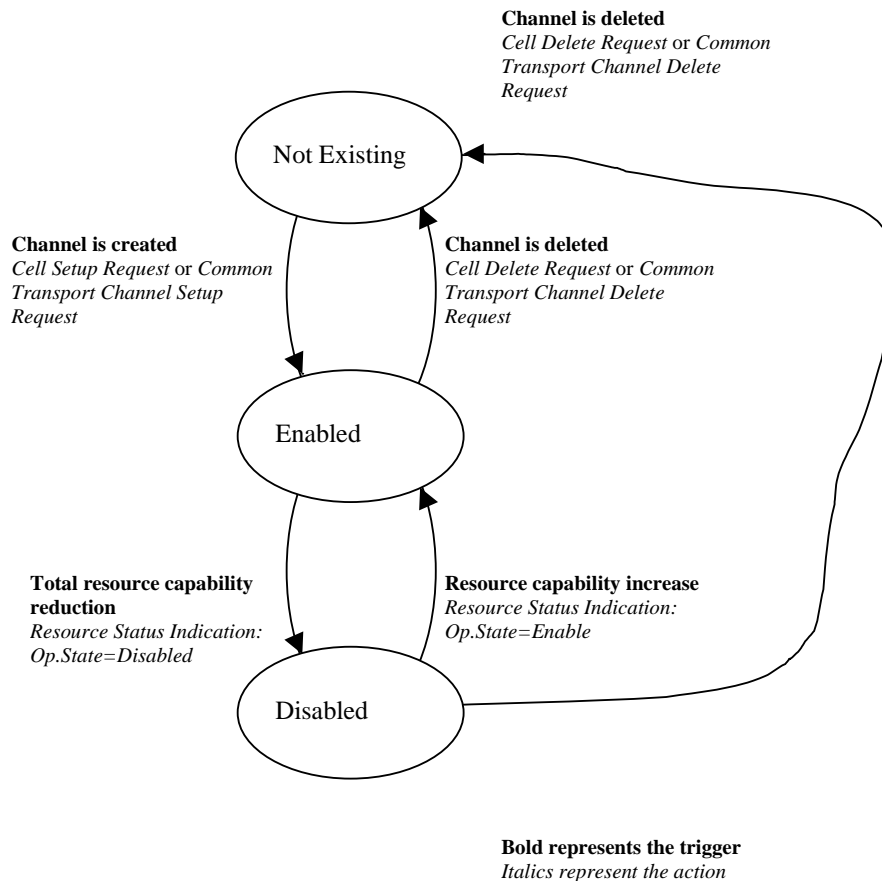 Channel is deleted
Cell Delete Request or Common
Transport Channel Delete
Request
Not Existing
Channel is created
Cell Setup Request or Common
Transport Channel Setup
Request
Channel is deleted
Cell Delete Request or Common
Transport Channel Delete
Request
Enabled
Total resource capability
reduction
Resource Status Indication:
Op.State=Disabled
Resource capability increase
Resource Status Indication:
Op.State=Enable
Disabled
Bold represents the trigger
Italics represent the action